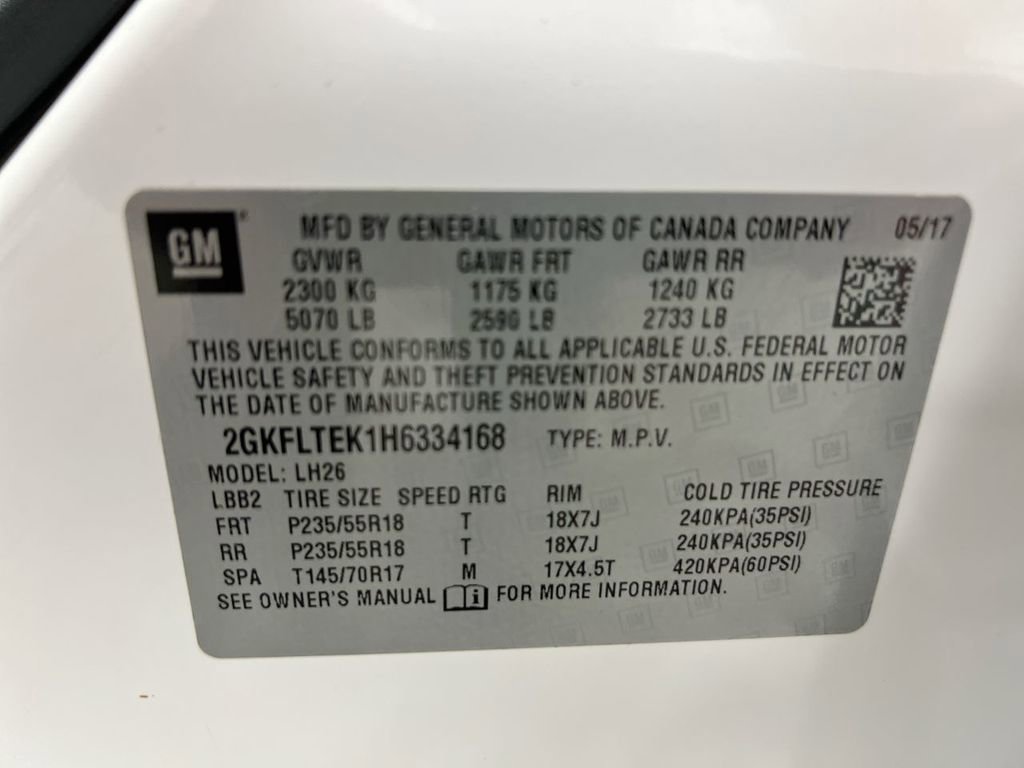 GM
MFD BY GENERAL MOTORS OF CANADA COMPANY 05/17
GVWR GAWR FRT GAWR RR
2300 KG 1175 KG 1240 KG
5070 LB 2590 LB 2733 LB
THIS VEHICLE CONFORMS TO ALL APPLICABLE U.S. FEDERAL MOTOR
VEHICLE SAFETY AND THEFT PREVENTION STANDARDS IN EFFECT ON
THE DATE OF MANUFACTURE SHOWN ABOVE.
2GKFLTEK1H6334168 TYPE: M.P.V.
MODEL: LH26
LBB2 TIRE SIZE SPEED RTG RIM COLD TIRE PRESSURE
FRT P235/55R18 T 18X7J 240KPA(35PSI)
RR P235/55R18 T 18X7J 240KPA(35PSI)
SPA T145/70R17 M 17X4.5T 420KPA(60PSI)
SEE OWNER'S MANUAL i FOR MORE INFORMATION.